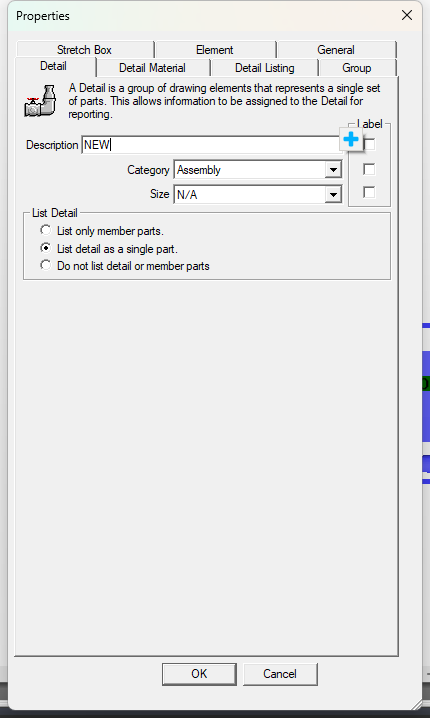 Properties
Stretch Box Element General
Detail Detail Material Detail Listing Group
A Detail is a group of drawing elements that represents a single set
of parts. This allows information to be assigned to the Detail for
reporting.
Label
Description NEW
Category Assembly
Size N/A
List Detail
List only member parts.
List detail as a single part.
Do not list detail or member parts
OK Cancel